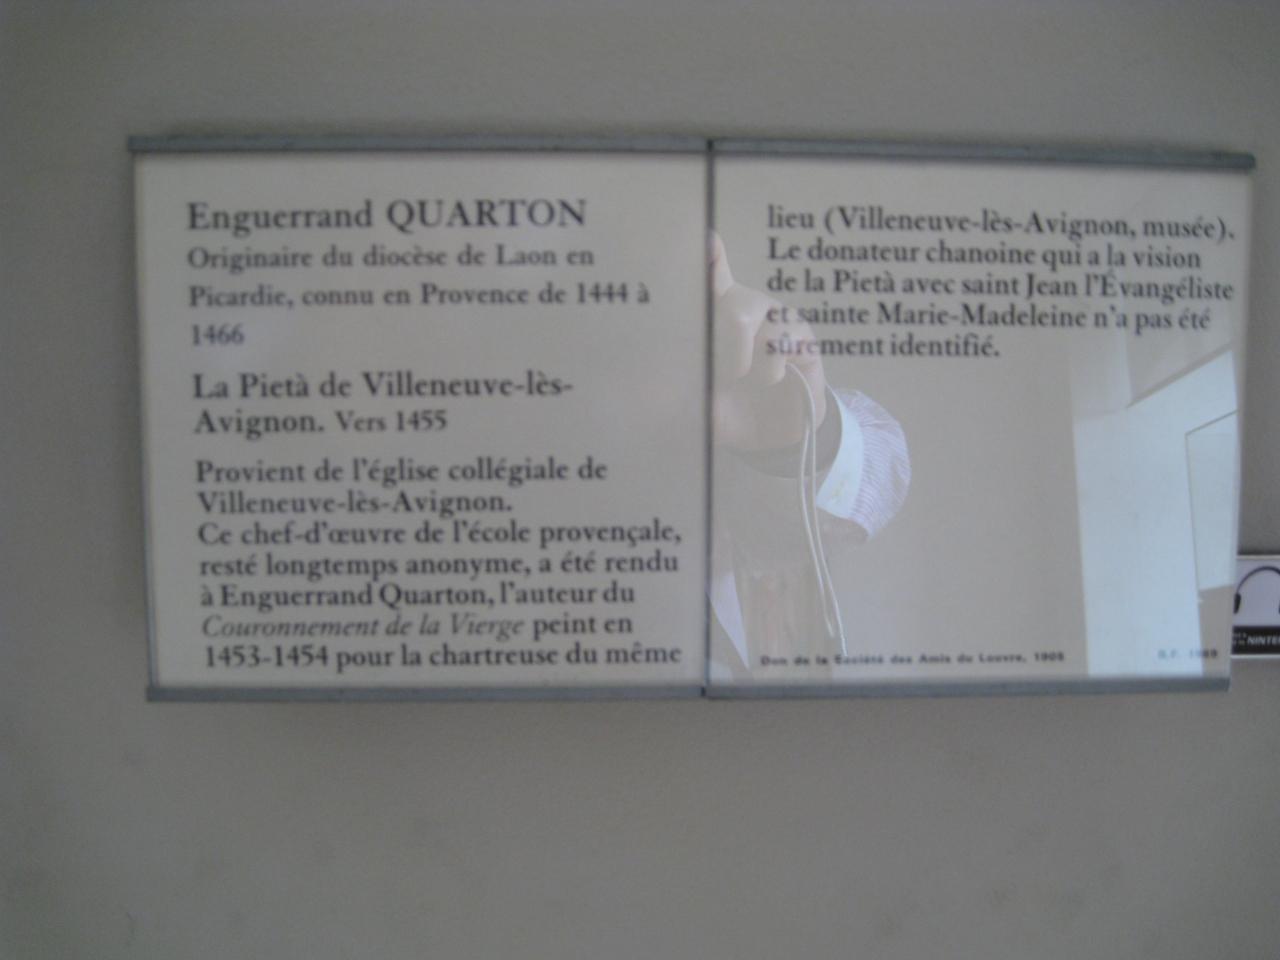 Enguerrand QUARTON
Originaire du diocèse de Laon en
Picardie, connu en Provence de 1444 à
1466
La Pietà de Villeneuve-lès-
Avignon. Vers 1455
Provient de l'église collégiale de
Villeneuve-lès-Avignon.
Ce chef-d'œuvre de l'école provençale,
resté longtemps anonyme, a été rendu
à Enguerrand Quarton, l'auteur du
Couronnement de la Vierge peint en
1453-1454 pour la chartreuse du même
lieu (Villeneuve-lès-Avignon, musée).
Le donateur chanoine qui a la vision
de la Pietà avec saint Jean l'Évangéliste
et sainte Marie-Madeleine n'a pas été
sûrement identifié.
Don de la Société des Amis du Louvre, 1905
R.F. 1569